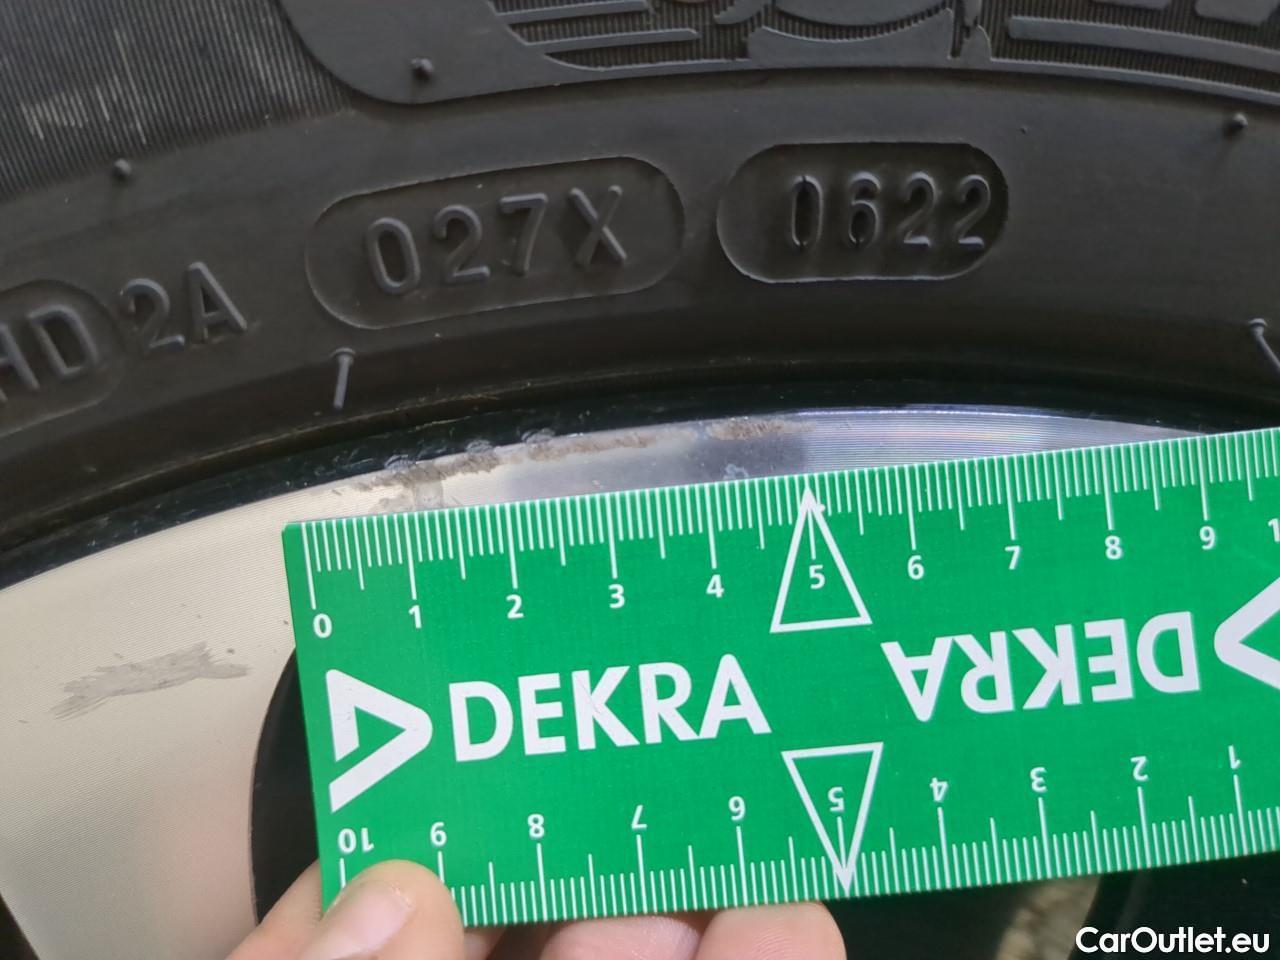 HD 2A 027X 0622
0 1 2 3 4 5 6 7 8 9
DEKRA DEKRA
10 9 8 7 6 5 4 3 2 1
CarOutlet.eu